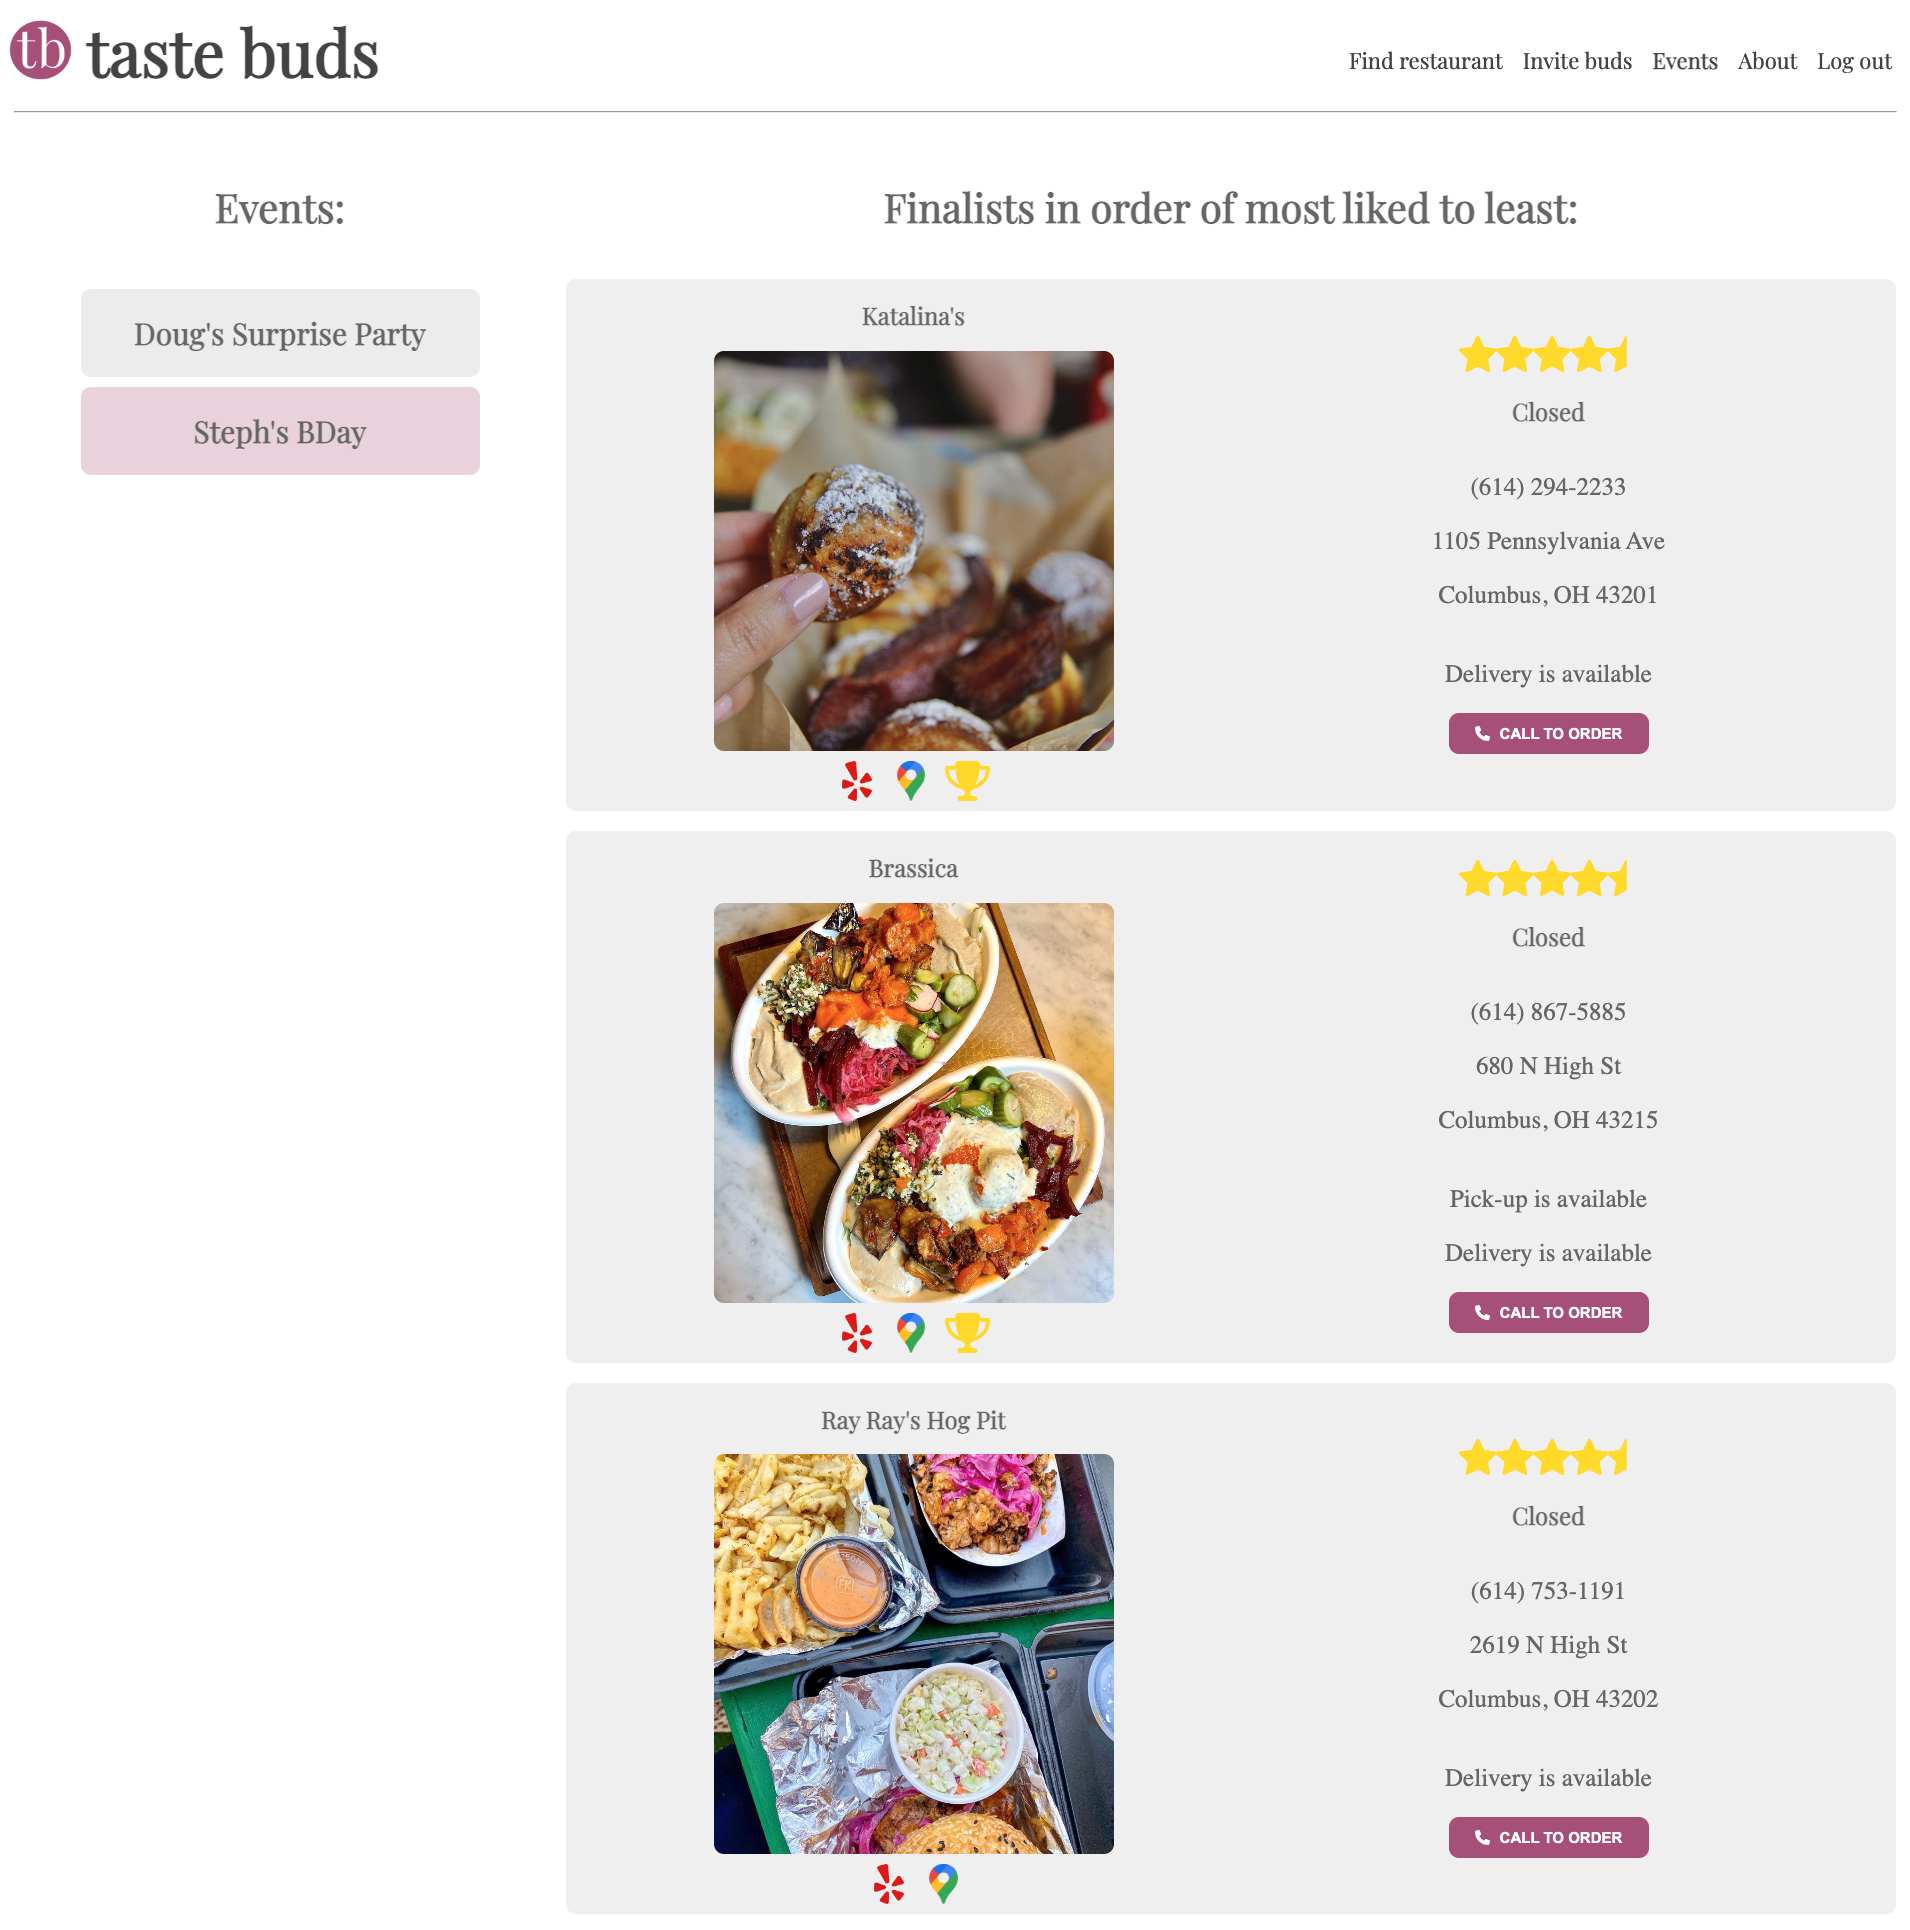 tb taste buds
Find restaurant Invite buds Events About Log out
Events:
Doug's Surprise Party
Steph's BDay
Finalists in order of most liked to least:
Katalina's
Closed
(614) 294-2233
1105 Pennsylvania Ave
Columbus, OH 43201
Delivery is available
CALL TO ORDER
Brassica
Closed
(614) 867-5885
680 N High St
Columbus, OH 43215
Pick-up is available
Delivery is available
CALL TO ORDER
Ray Ray's Hog Pit
Closed
(614) 753-1191
2619 N High St
Columbus, OH 43202
Delivery is available
CALL TO ORDER